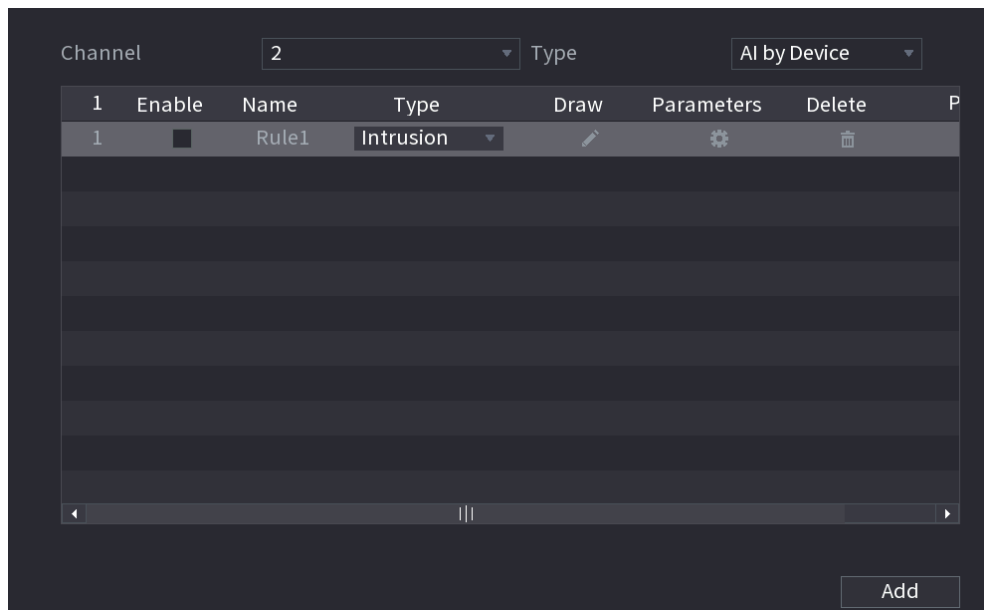 Channel 2 Type AI by Device
1 Enable Name Type Draw Parameters Delete P
1 Rule1 Intrusion
Add